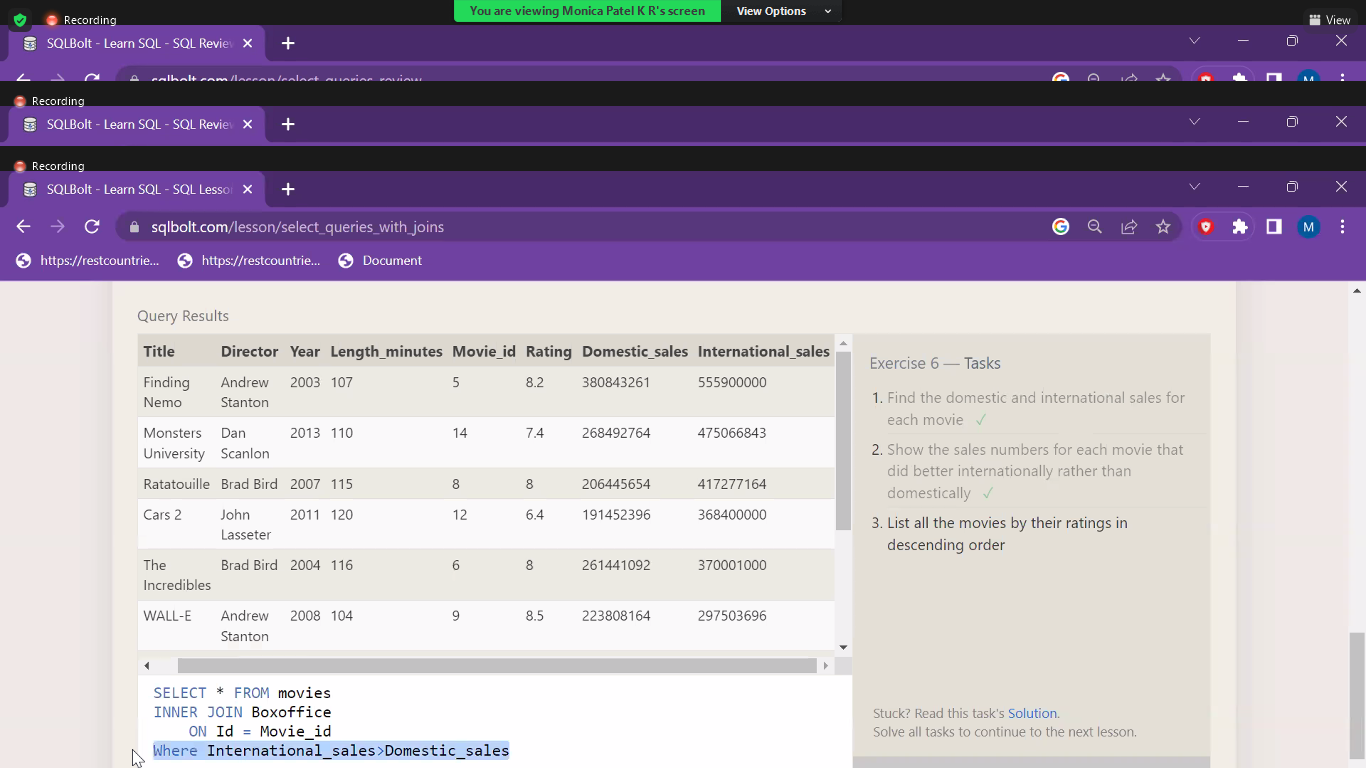 You are viewing Monica Patel K R's screen View Options
Recording
View
SQLBolt - Learn SQL - SQL Review
sqlbolt.com/lesson/select_queries_review
M
Recording
SQLBolt - Learn SQL - SQL Review
Recording
SQLBolt - Learn SQL - SQL Lesso
sqlbolt.com/lesson/select_queries_with_joins
M
https://restcountrie... https://restcountrie... Document
Query Results
Title Director Year Length_minutes Movie_id Rating Domestic_sales International_sales
Finding Nemo Andrew Stanton 2003 107 5 8.2 380843261 555900000
Monsters University Dan Scanlon 2013 110 14 7.4 268492764 475066843
Ratatouille Brad Bird 2007 115 8 8 206445654 417277164
Cars 2 John Lasseter 2011 120 12 6.4 191452396 368400000
The Incredibles Brad Bird 2004 116 6 8 261441092 370001000
WALL-E Andrew Stanton 2008 104 9 8.5 223808164 297503696
SELECT * FROM movies
INNER JOIN Boxoffice
ON Id = Movie_id
Where International_sales>Domestic_sales
Exercise 6 — Tasks
1. Find the domestic and international sales for
each movie ✓
2. Show the sales numbers for each movie that
did better internationally rather than
domestically ✓
3. List all the movies by their ratings in
descending order
Stuck? Read this task's Solution.
Solve all tasks to continue to the next lesson.